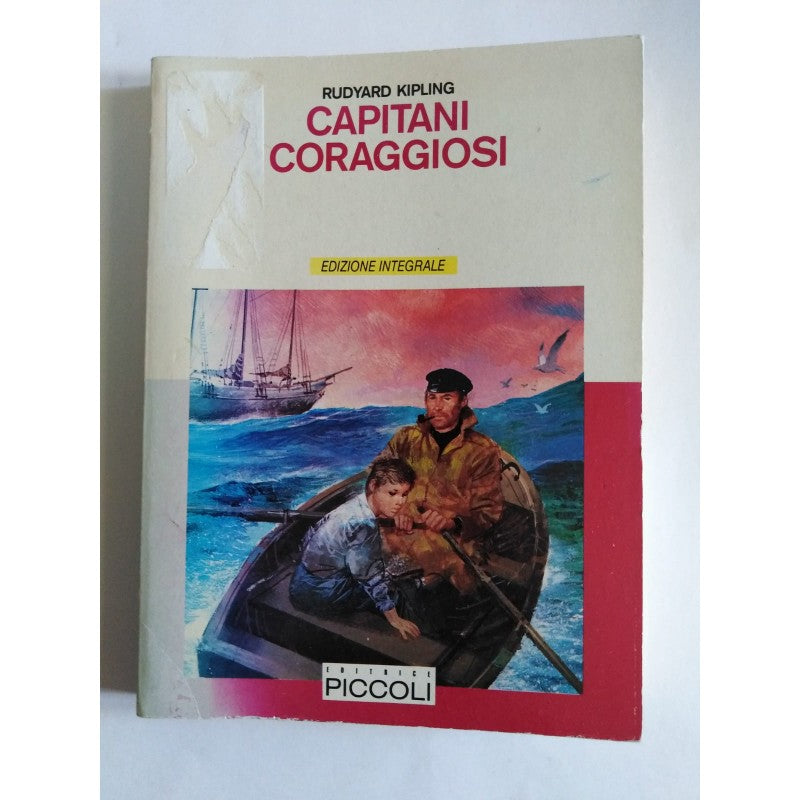 RUDYARD KIPLING
CAPITANI
CORAGGIOSI
EDIZIONE INTEGRALE
EDITRICE
PICCOLI